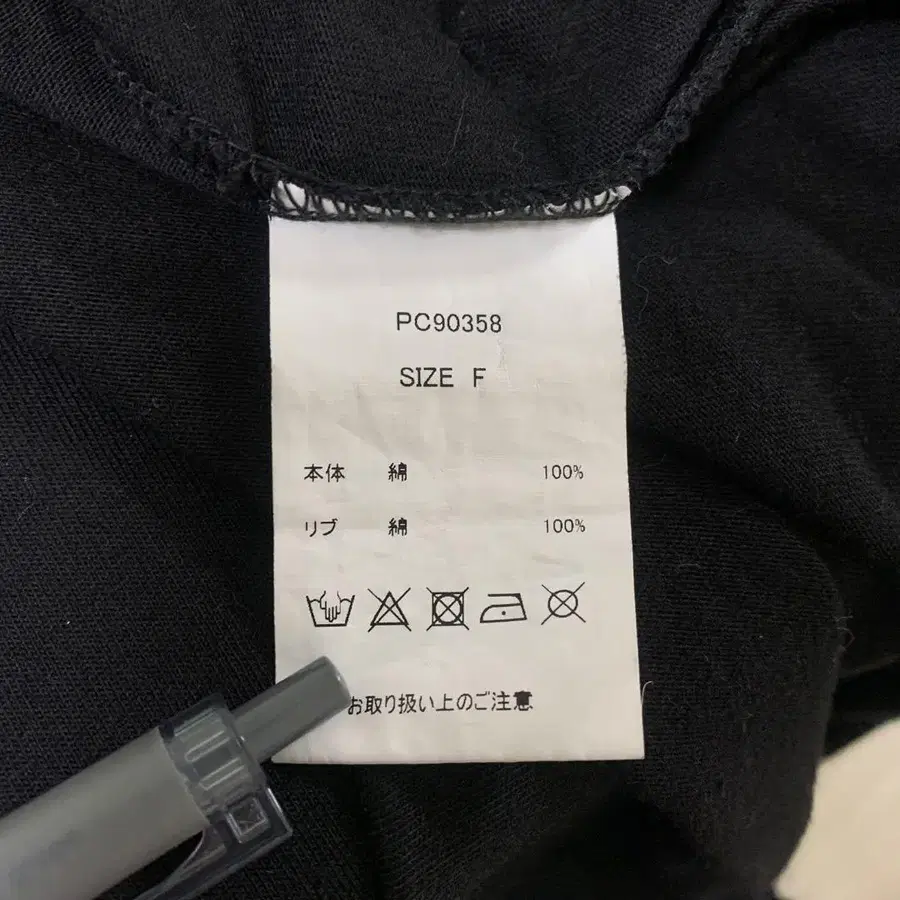 PC90358
SIZE F
本体 綿 100%
リブ 綿 100%
お取り扱い上のご注意